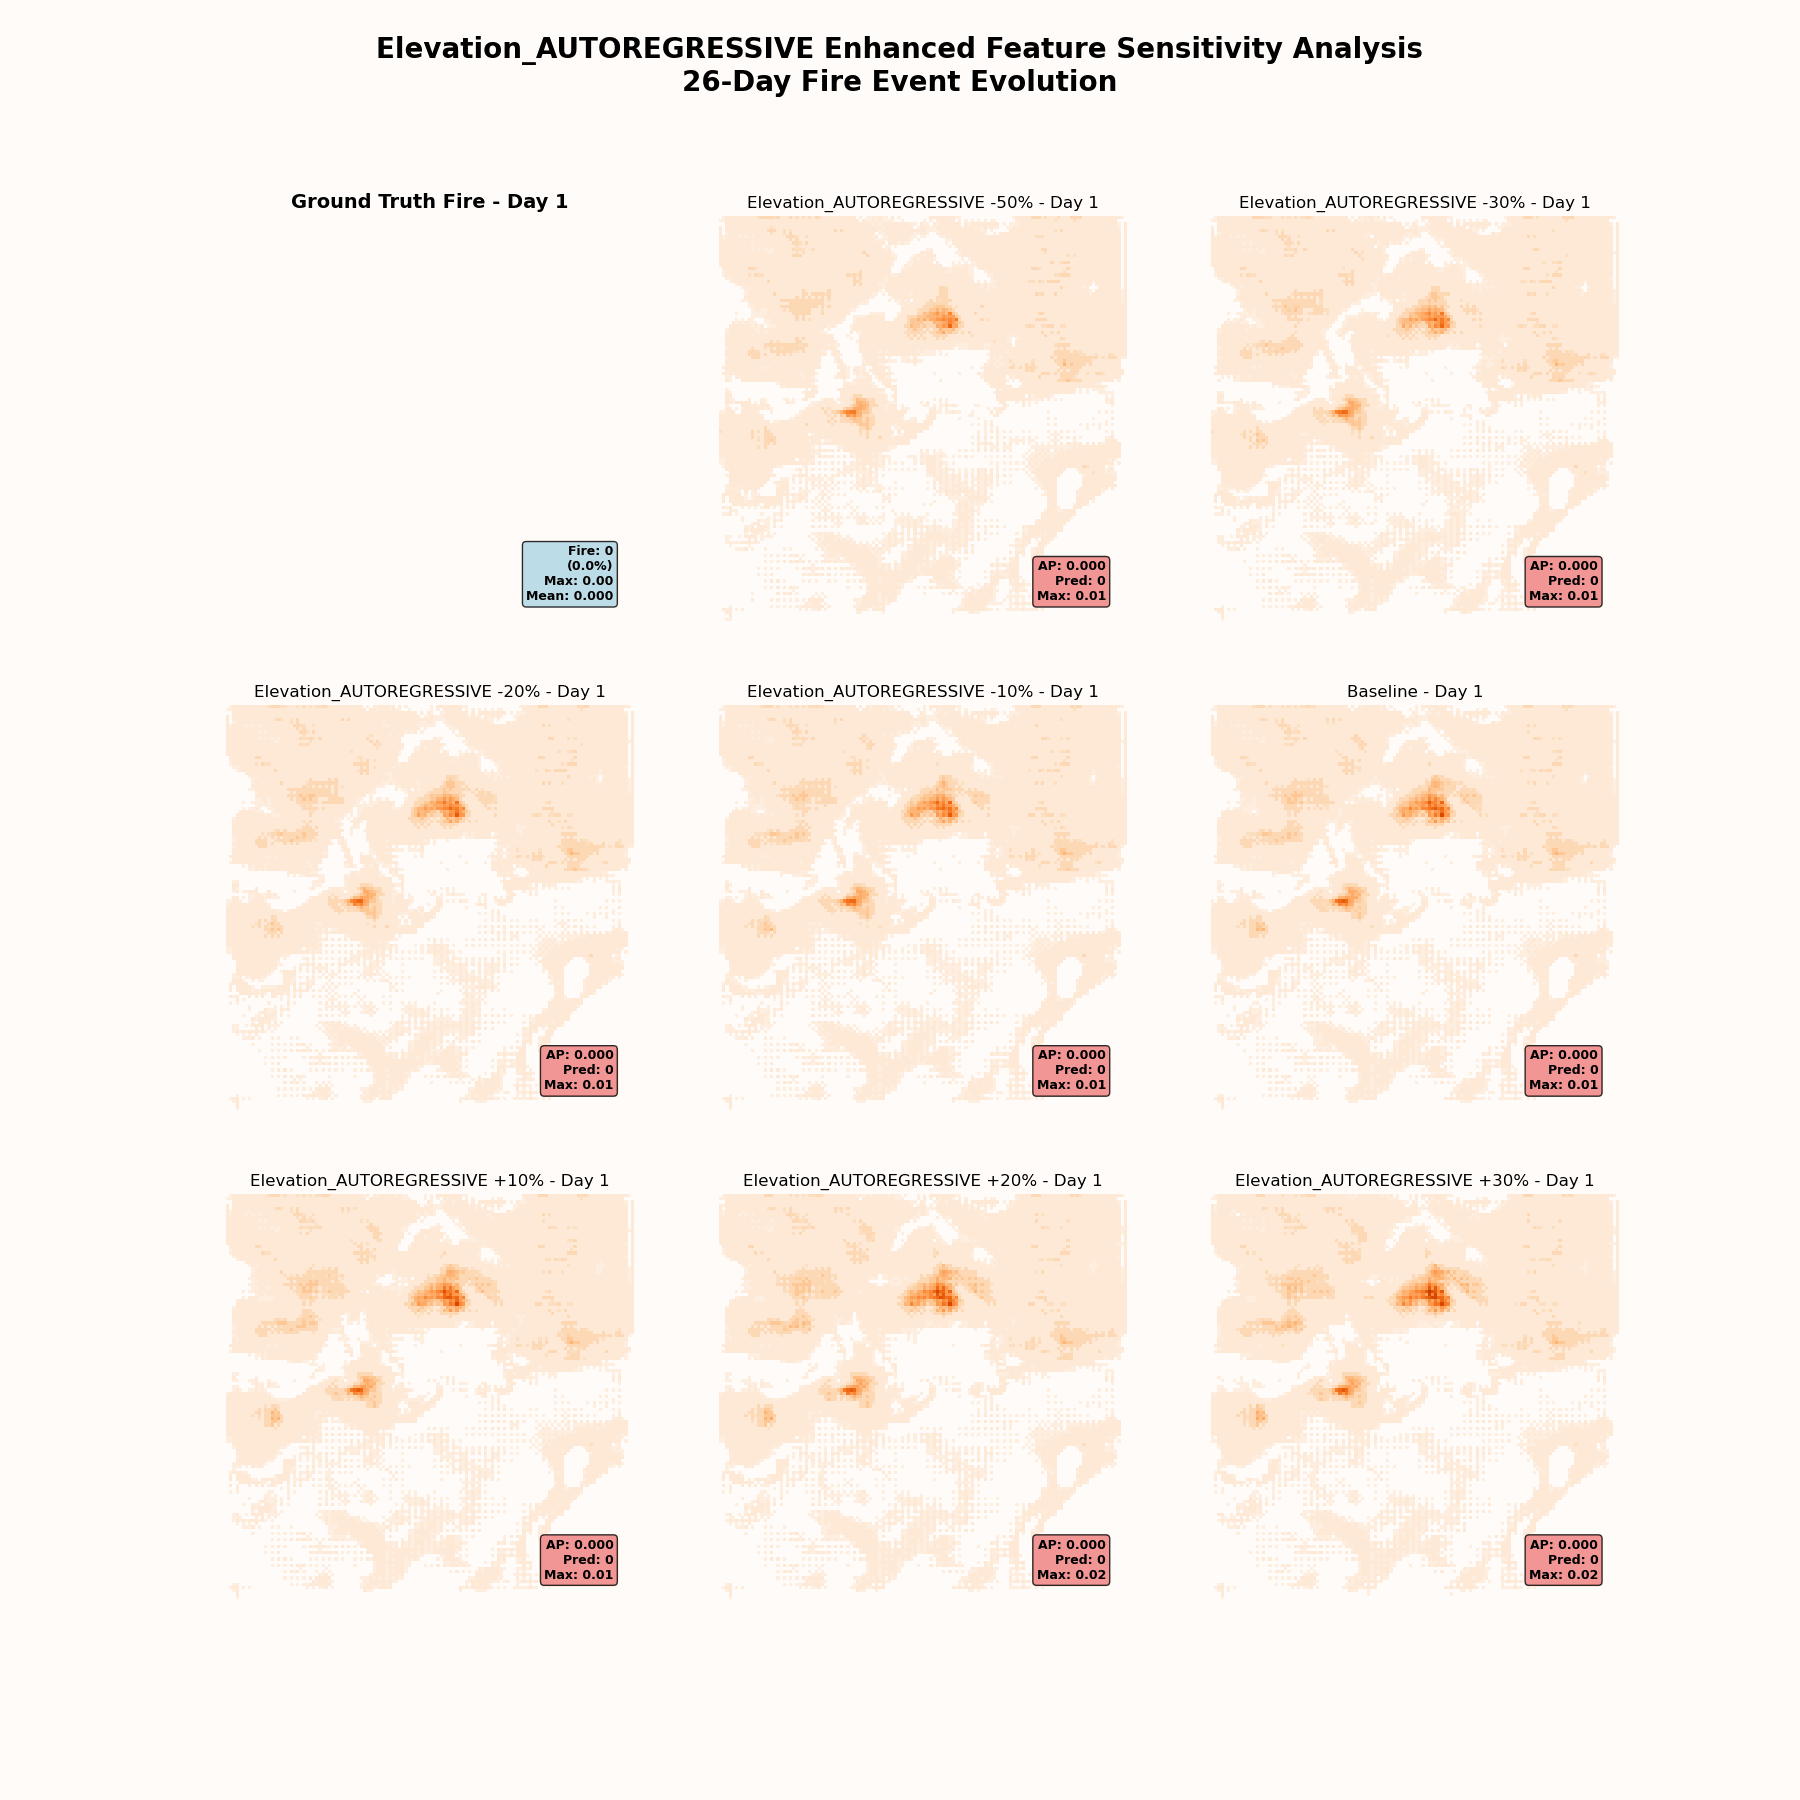 Elevation_AUTOREGRESSIVE Enhanced Feature Sensitivity Analysis
26-Day Fire Event Evolution
Ground Truth Fire - Day 1
Fire: 0
(0.0%)
Max: 0.00
Mean: 0.000
Elevation_AUTOREGRESSIVE -50% - Day 1
AP: 0.000
Pred: 0
Max: 0.01
Elevation_AUTOREGRESSIVE -30% - Day 1
AP: 0.000
Pred: 0
Max: 0.01
Elevation_AUTOREGRESSIVE -20% - Day 1
AP: 0.000
Pred: 0
Max: 0.01
Elevation_AUTOREGRESSIVE -10% - Day 1
AP: 0.000
Pred: 0
Max: 0.01
Baseline - Day 1
AP: 0.000
Pred: 0
Max: 0.01
Elevation_AUTOREGRESSIVE +10% - Day 1
AP: 0.000
Pred: 0
Max: 0.01
Elevation_AUTOREGRESSIVE +20% - Day 1
AP: 0.000
Pred: 0
Max: 0.02
Elevation_AUTOREGRESSIVE +30% - Day 1
AP: 0.000
Pred: 0
Max: 0.02